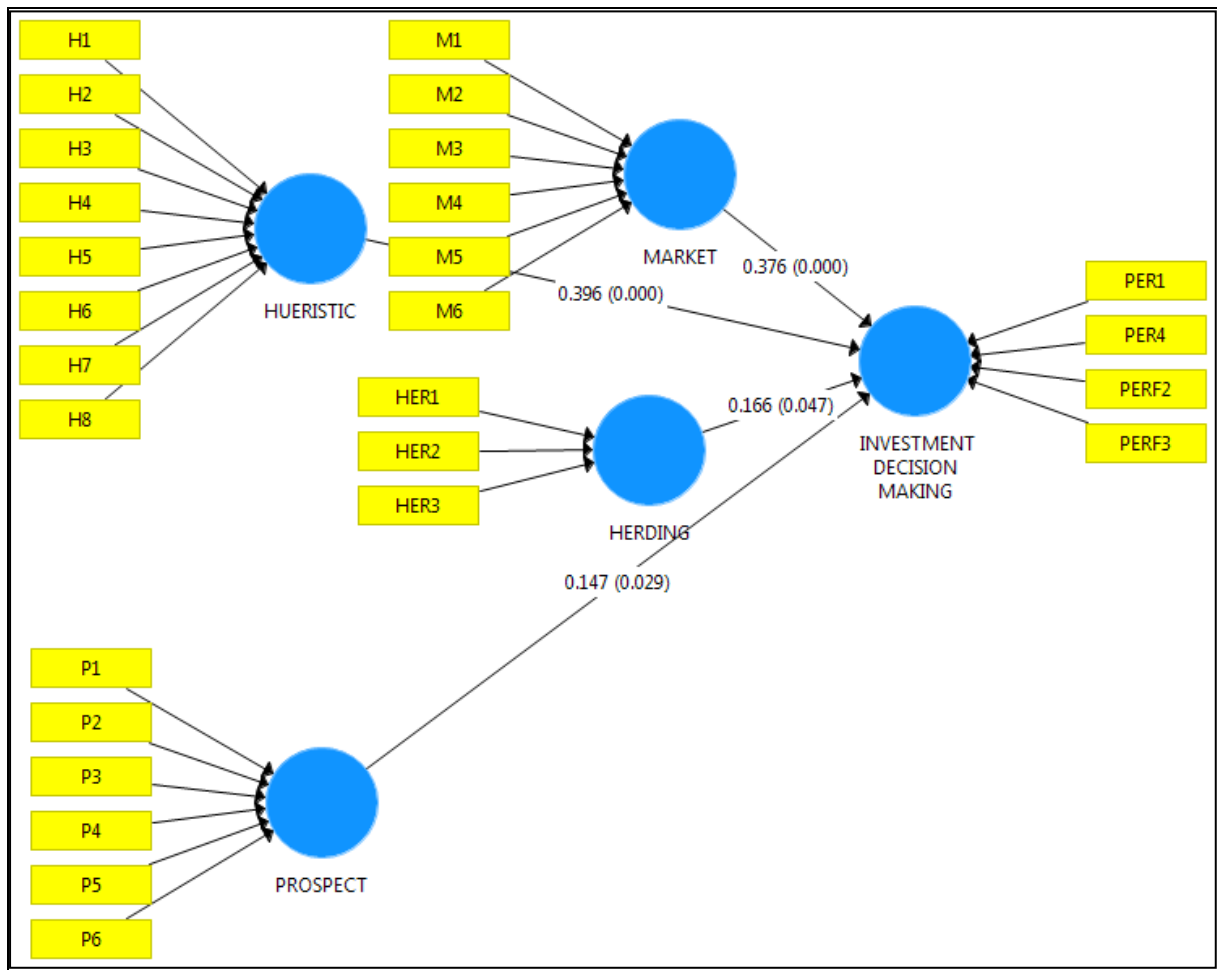 H1
H2
H3
H4
H5
H6
H7
H8
HUERISTIC
M1
M2
M3
M4
M5
M6
MARKET
0.376 (0.000)
0.396 (0.000)
HER1
HER2
HER3
HERDING
0.166 (0.047)
0.147 (0.029)
INVESTMENT
DECISION
MAKING
PER1
PER4
PERF2
PERF3
P1
P2
P3
P4
P5
P6
PROSPECT